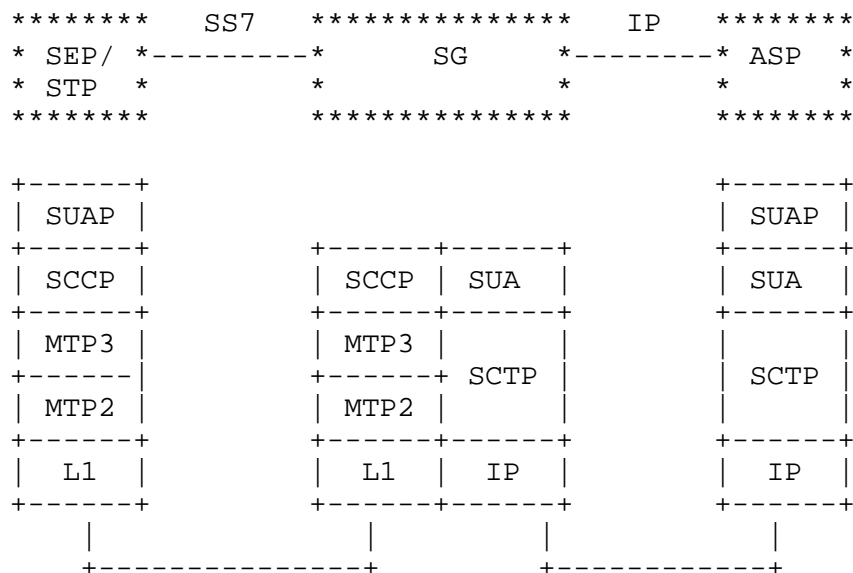 ********   SS7   ***************   IP   ********
* SEP/ *---------*      SG     *--------* ASP  *
* STP  *         *             *        *      *
********         ***************        ********
+------+                                +------+
| SUAP |                                | SUAP |
+------+         +------+------+        +------+
| SCCP |         | SCCP | SUA  |        | SUA  |
+------+         +------+------+        +------+
| MTP3 |         | MTP3 |      |        |      |
+------|         +------+ SCTP |        | SCTP |
| MTP2 |         | MTP2 |      |        |      |
+------+         +------+------+        +------+
|  L1  |         |  L1  |  IP  |        |  IP  |
+------+         +------+------+        +------+
    |                |         |            |
    +---------------+         +------------+